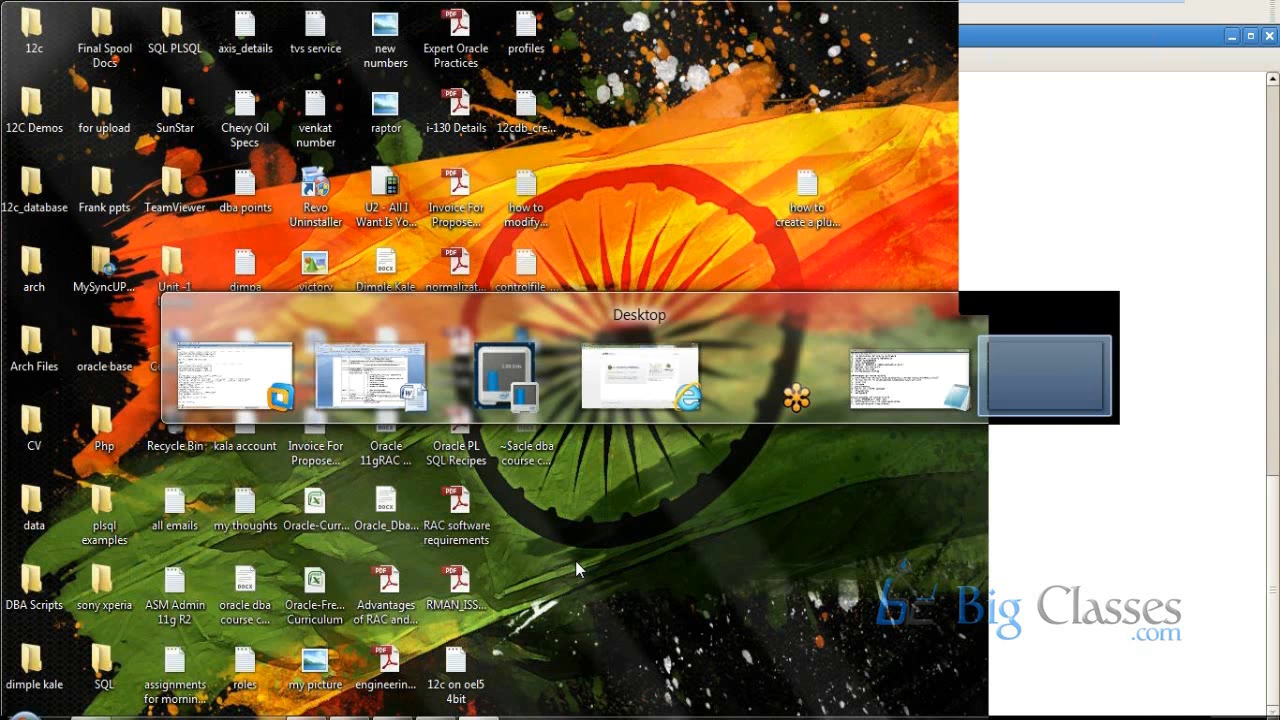 12c
Final Spool Docs
SQL PLSQL
axis_details
tvs service
new numbers
Expert Oracle Practices
profiles
12C Demos
for upload
SunStar
Chevy Oil Specs
venkat number
raptor
i-130 Details
12cdb_cre...
12c_database
Frank ppts
TeamViewer
dba points
Revo Uninstaller
U2 - All I Want Is Yo...
Invoice For Propose...
how to modify...
how to create a plu...
arch
MySyncUP...
Unit -1
dimpa
victory
Dimple Kale
normalizat...
controlfile...
Desktop
Arch Files
oracle base
CV
Php
Recycle Bin
kala account
Invoice For Propose...
Oracle 11gRAC ...
Oracle PL SQL Recipes
~$acle dba course c...
data
plsql examples
all emails
my thoughts
Oracle-Curr...
Oracle_Dba...
RAC software requirements
DBA Scripts
sony xperia
ASM Admin 11g R2
oracle dba course c...
Oracle-Fre... Curriculum
Advantages of RAC and...
RMAN_ISS...
Big Classes
.com
dimple kale
SQL
assignments for mornin...
roles
my picture
engineerin...
12c on oel5 4bit